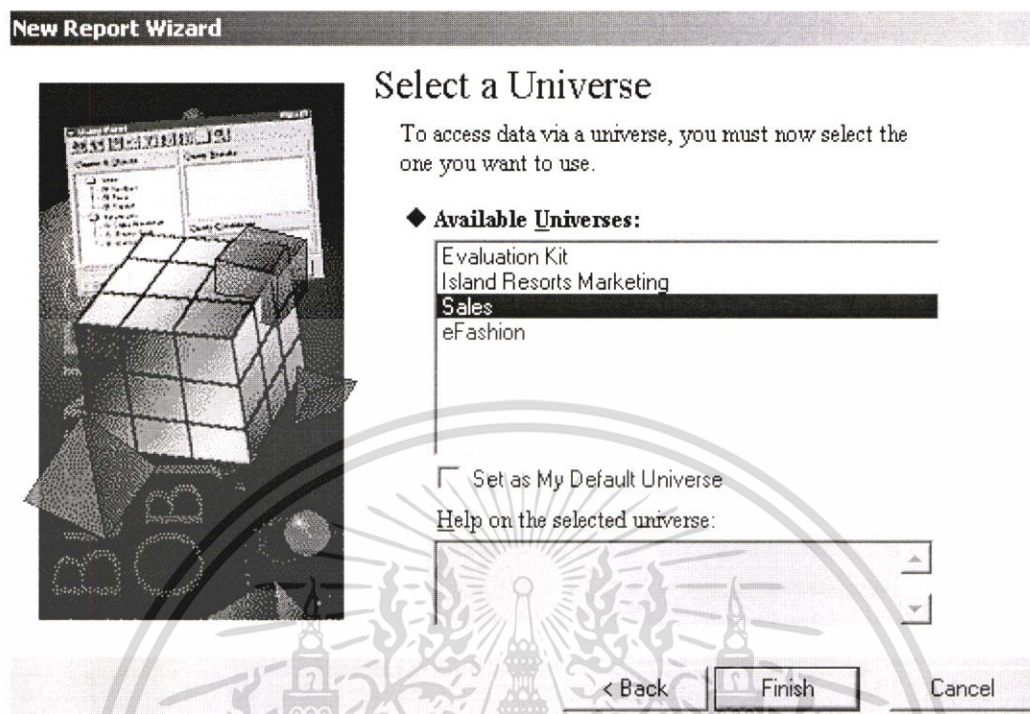 New Report Wizard
Select a Universe
To access data via a universe, you must now select the
one you want to use.
◆ Available Universes:
Evaluation Kit
Island Resorts Marketing
Sales
eFashion
Set as My Default Universe
Help on the selected universe:
< Back
Finish
Cancel